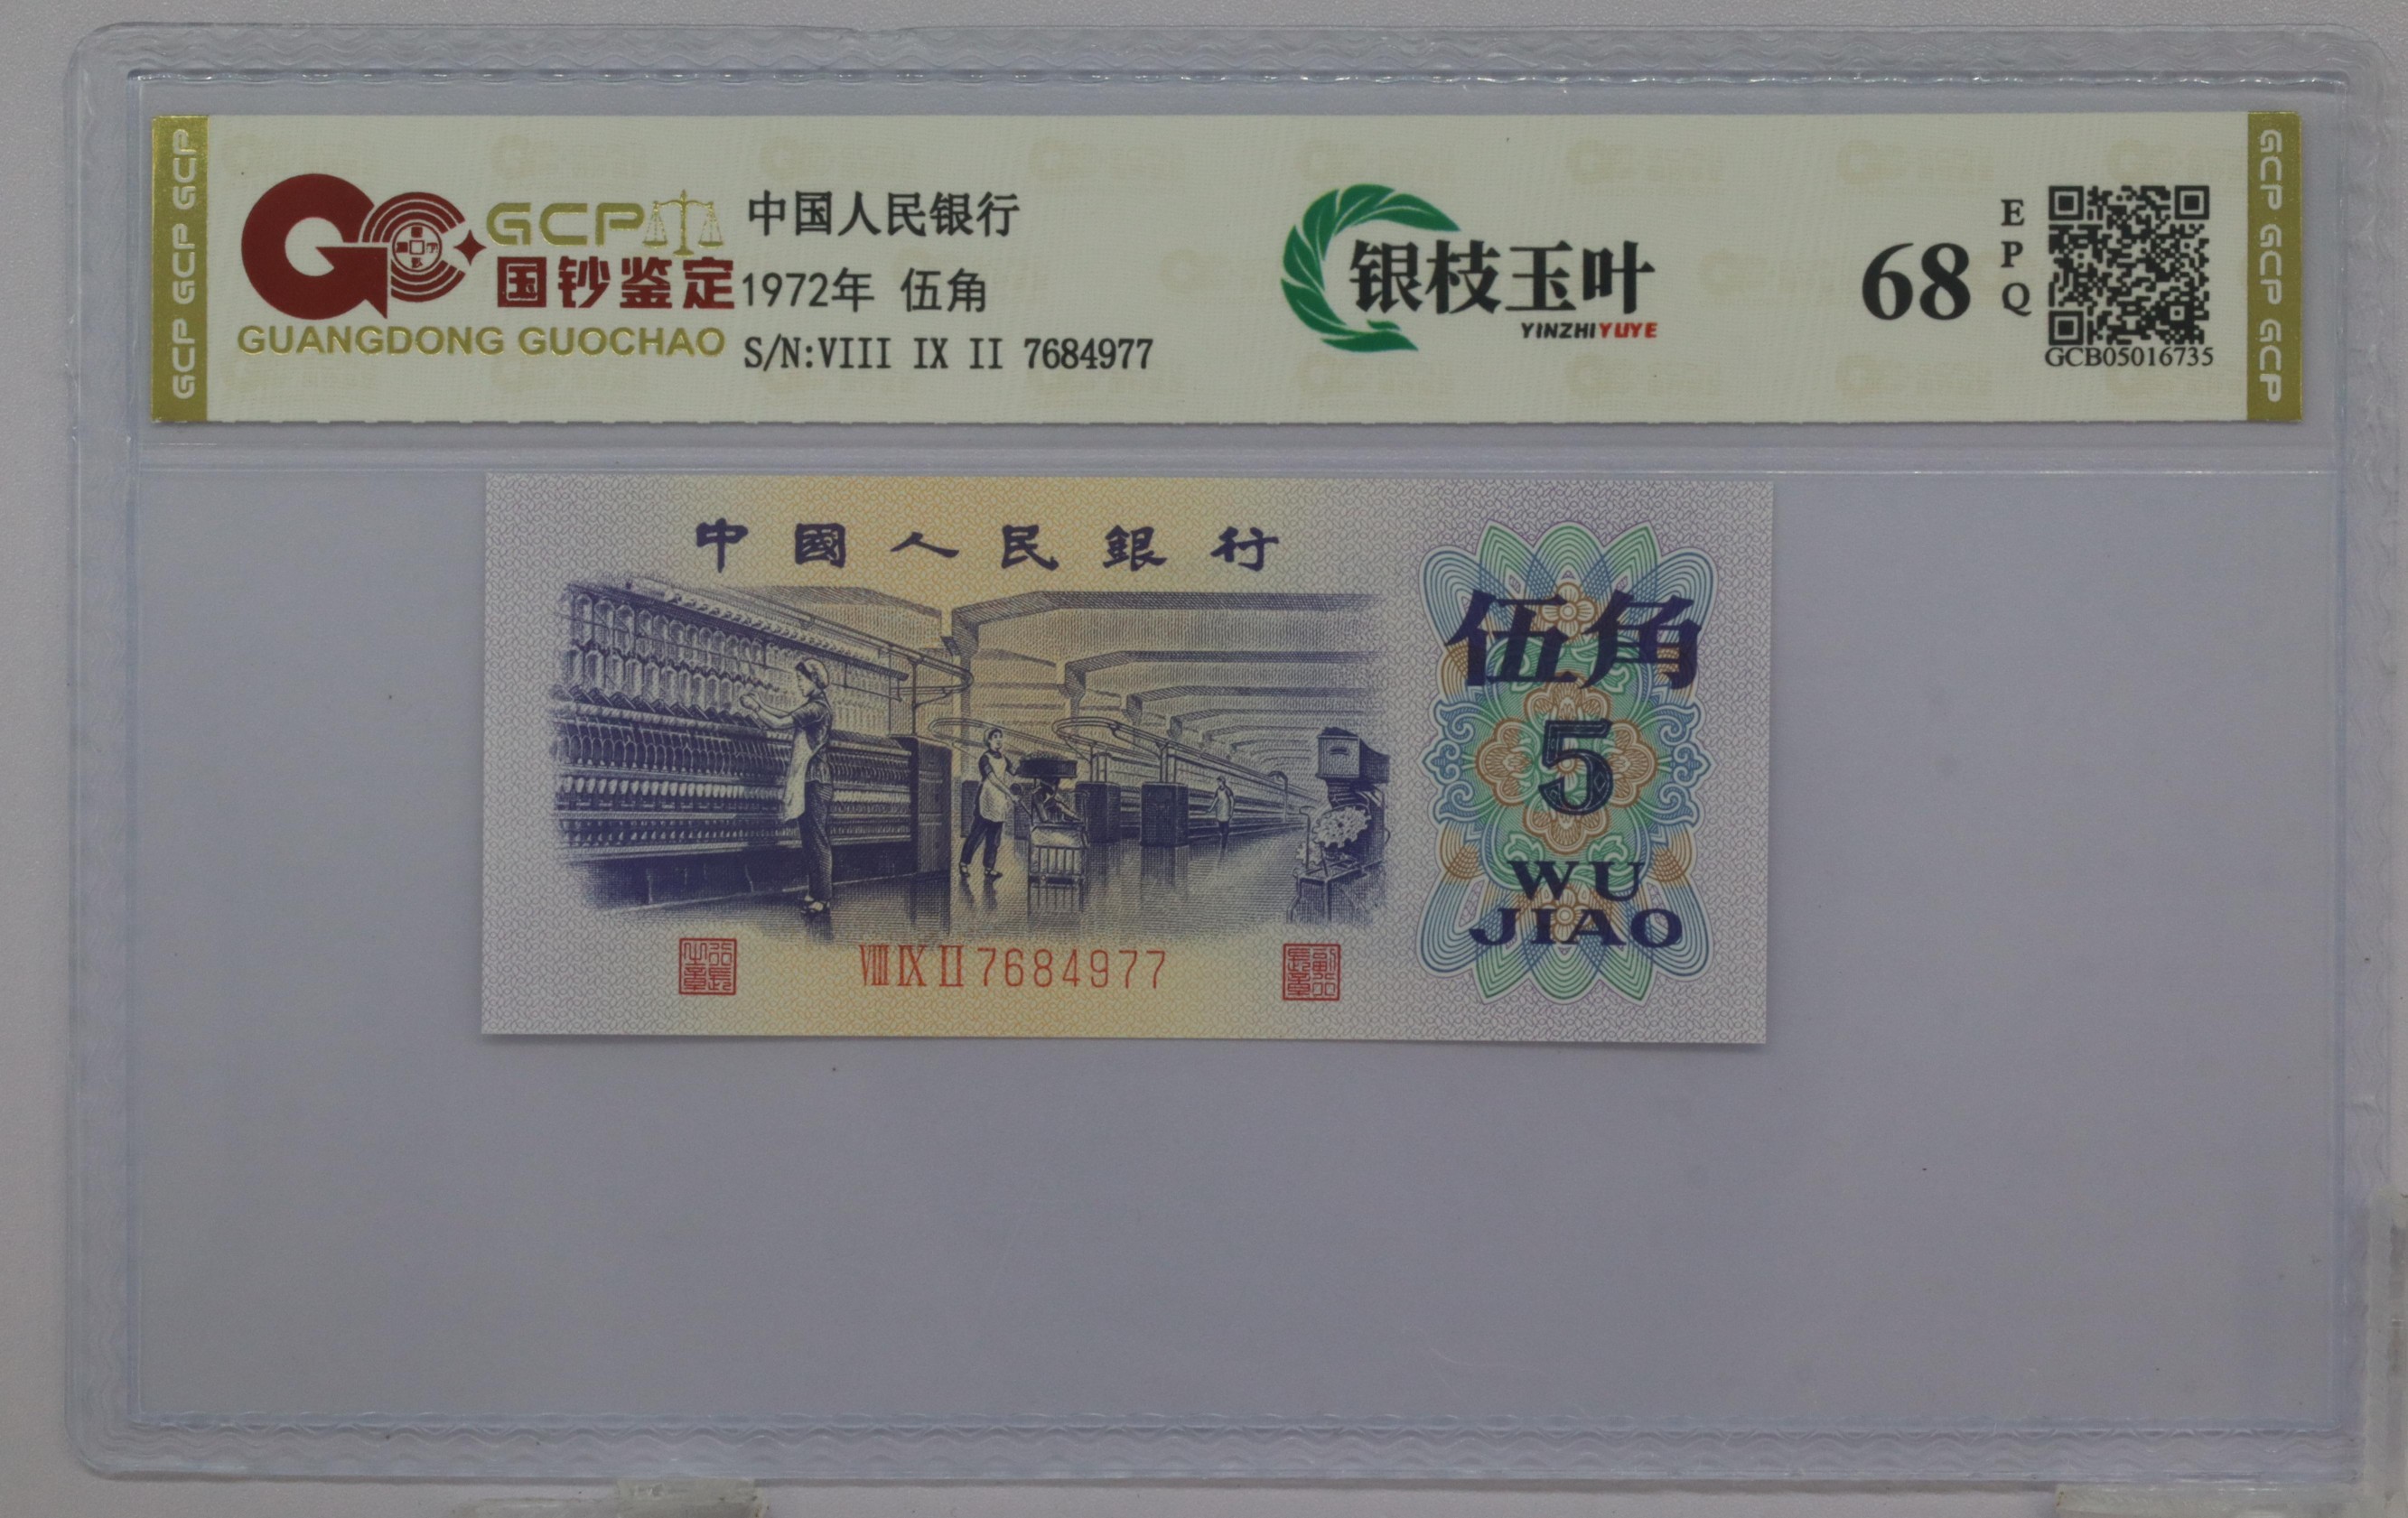 GCP GCP GCP
GCP
国钞鉴定
GUANGDONG GUOCHAO
中国人民银行
1972年 伍角
S/N:VIII IX II 7684977
银枝玉叶
YINZHIYUYE
68
EPQ
GCB05016735
GCP GCP GCP
中國人民銀行
伍角
5
WU
JIAO
VIII IX II 7684977